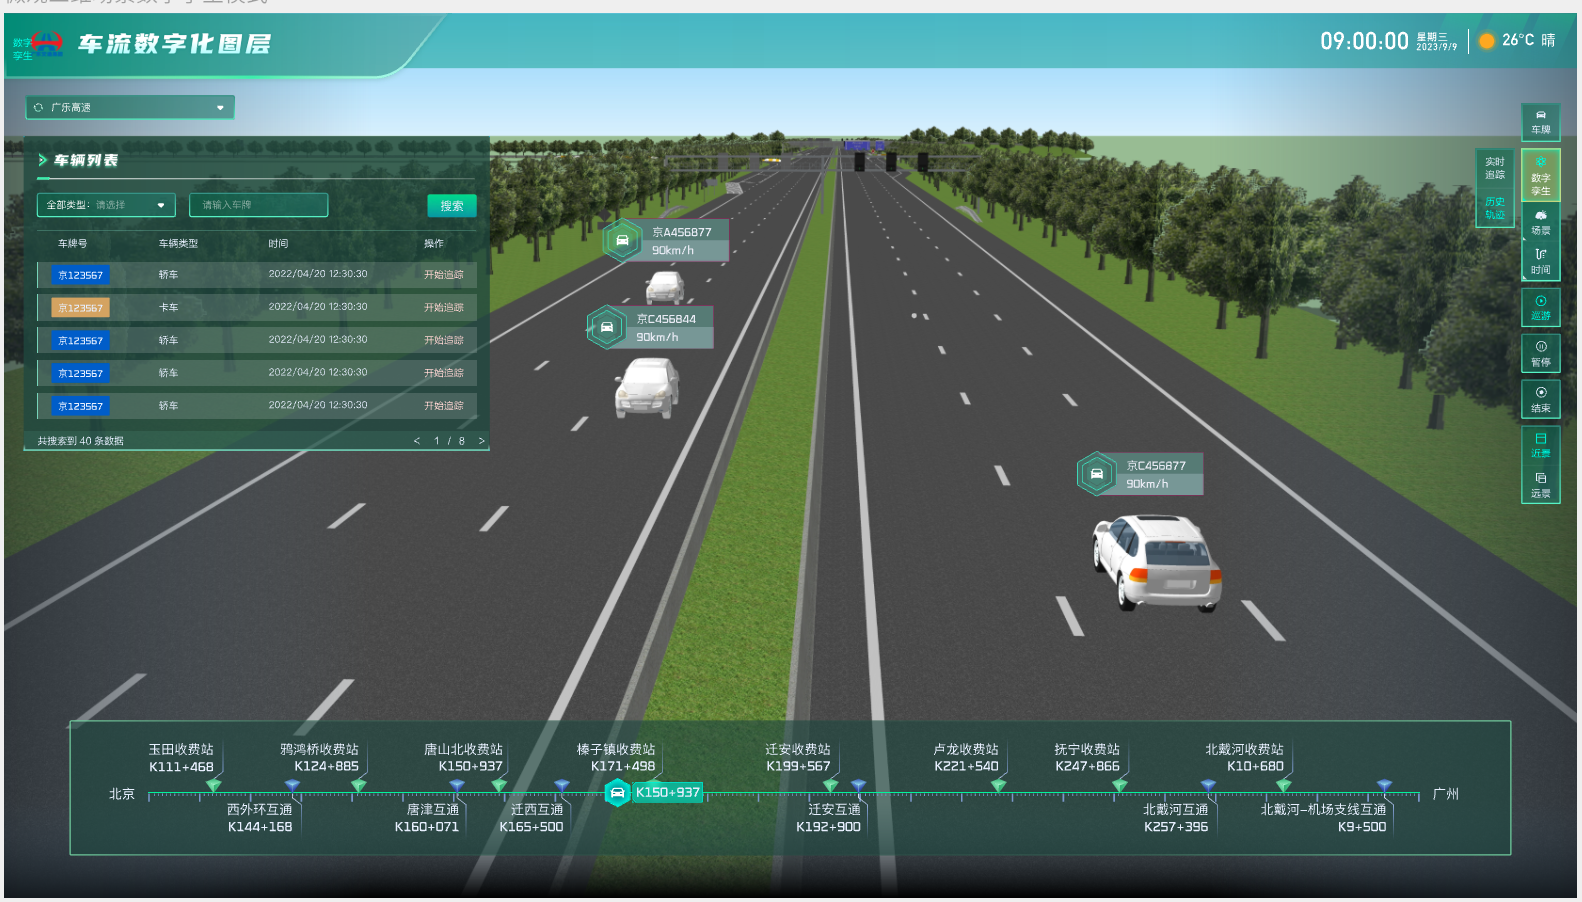 数字
孪生
车流数字化图层
09:00:00
星期三
2023/9/9
26°C 晴
广乐高速
车辆列表
全部类型: 请选择
请输入车牌
搜索
车牌号 车辆类型 时间 操作
京123567 轿车 2022/04/20 12:30:30 开始追踪
京123567 卡车 2022/04/20 12:30:30 开始追踪
京123567 轿车 2022/04/20 12:30:30 开始追踪
京123567 轿车 2022/04/20 12:30:30 开始追踪
京123567 轿车 2022/04/20 12:30:30 开始追踪
共搜索到 40 条数据
< 1 / 8 >
京A456877
90km/h
京C456844
90km/h
京C456877
90km/h
车牌
实时
追踪
历史
轨迹
数字
孪生
场景
时间
巡游
暂停
结束
近景
远景
玉田收费站
K111+468
鸦鸿桥收费站
K124+885
唐山北收费站
K150+937
榛子镇收费站
K171+498
迁安收费站
K199+567
卢龙收费站
K221+540
抚宁收费站
K247+866
北戴河收费站
K10+680
北京
K150+937
广州
西外环互通
K144+168
唐津互通
K160+071
迁西互通
K165+500
迁安互通
K192+900
北戴河互通
K257+396
北戴河-机场支线互通
K9+500